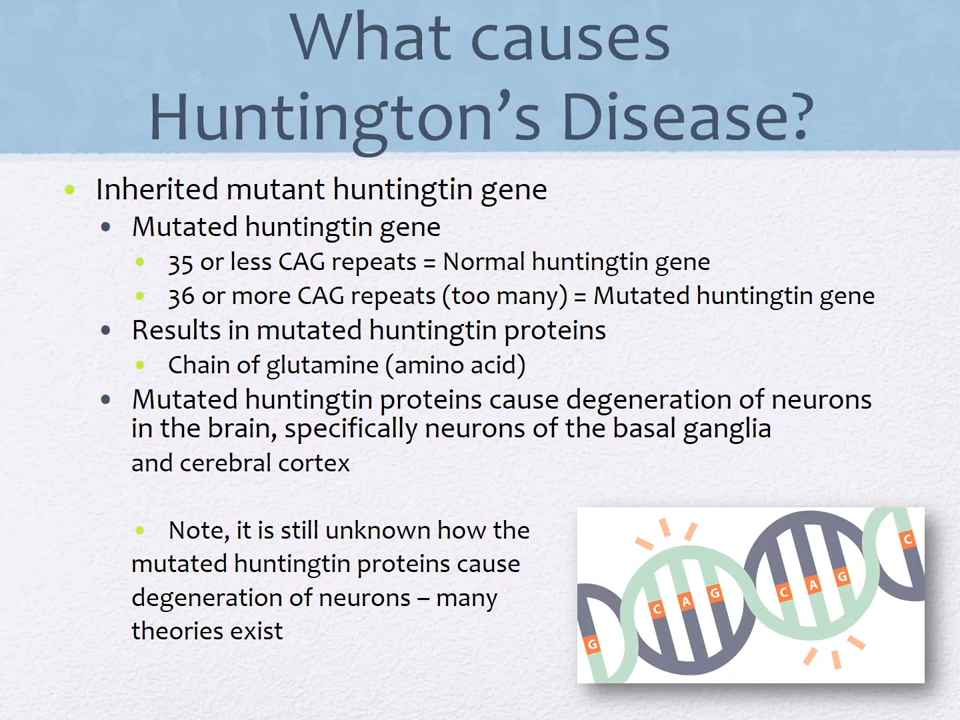 What causes
Huntington’s Disease?
• Inherited mutant huntingtin gene
• Mutated huntingtin gene
• 35 or less CAG repeats = Normal huntingtin gene
• 36 or more CAG repeats (too many) = Mutated huntingtin gene
• Results in mutated huntingtin proteins
• Chain of glutamine (amino acid)
• Mutated huntingtin proteins cause degeneration of neurons
in the brain, specifically neurons of the basal ganglia
and cerebral cortex
• Note, it is still unknown how the
mutated huntingtin proteins cause
degeneration of neurons – many
theories exist
G
C A G
C A G
C